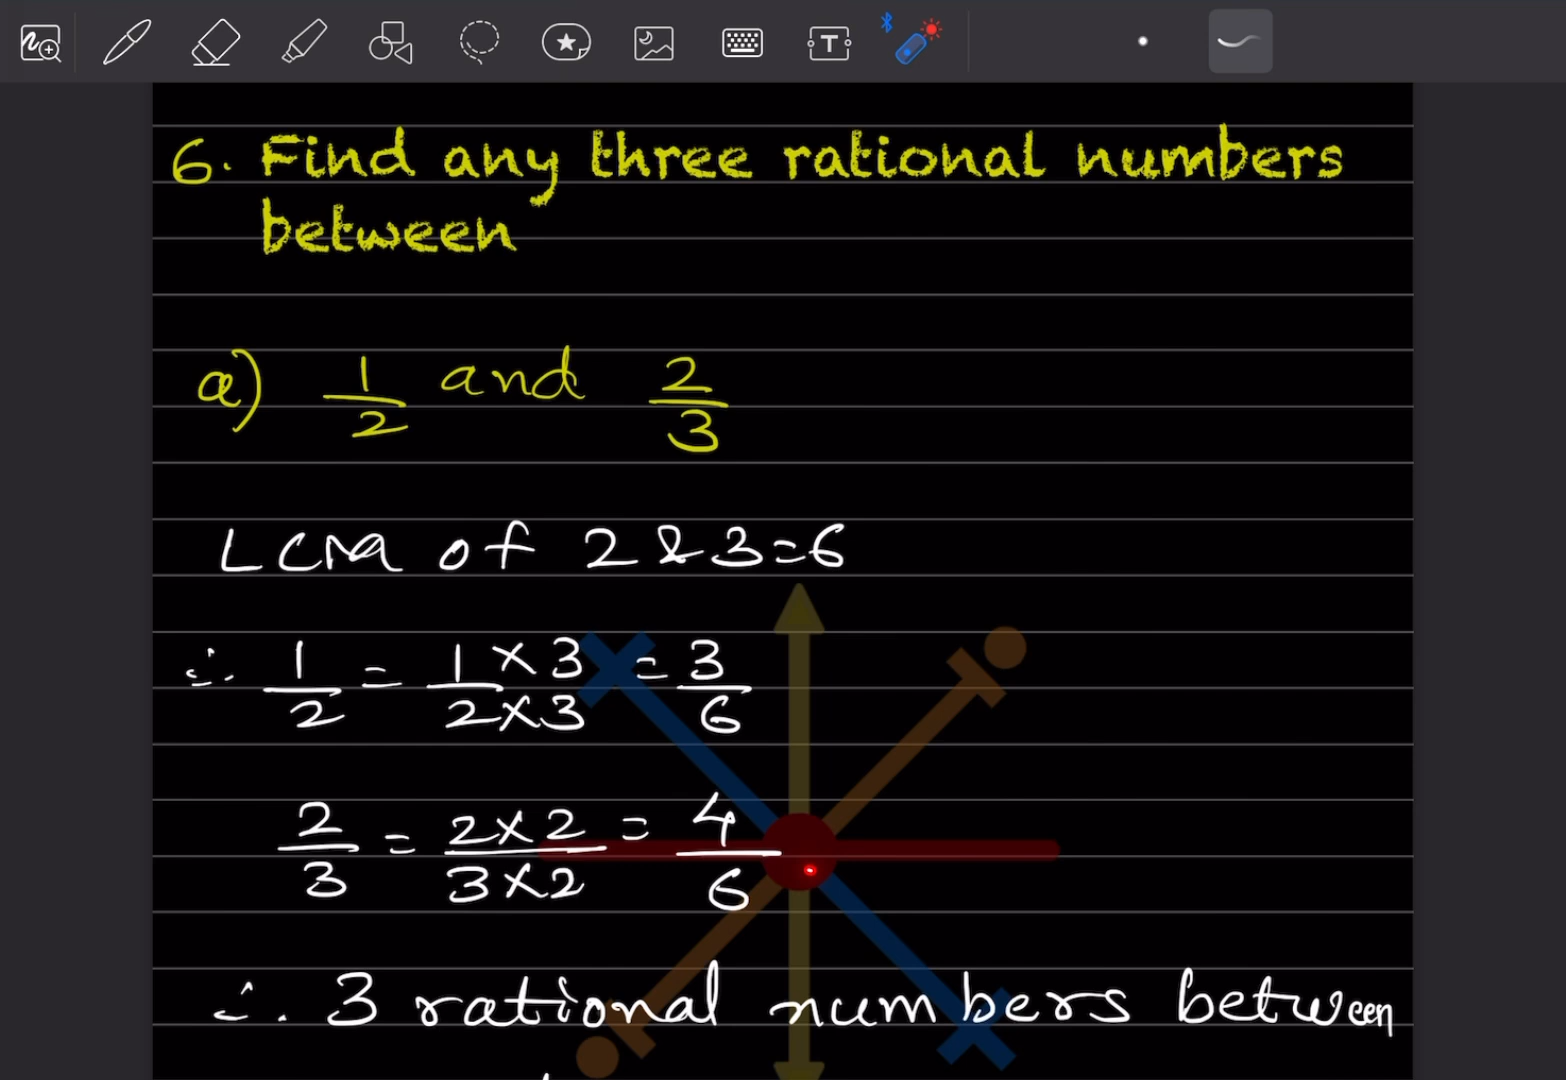 6. Find any three rational numbers
between
a) 1/2 and 2/3
LCM of 2 & 3 = 6
∴ 1/2 = 1 × 3 / 2 × 3 = 3/6
2/3 = 2 × 2 / 3 × 2 = 4/6
∴ 3 rational numbers between